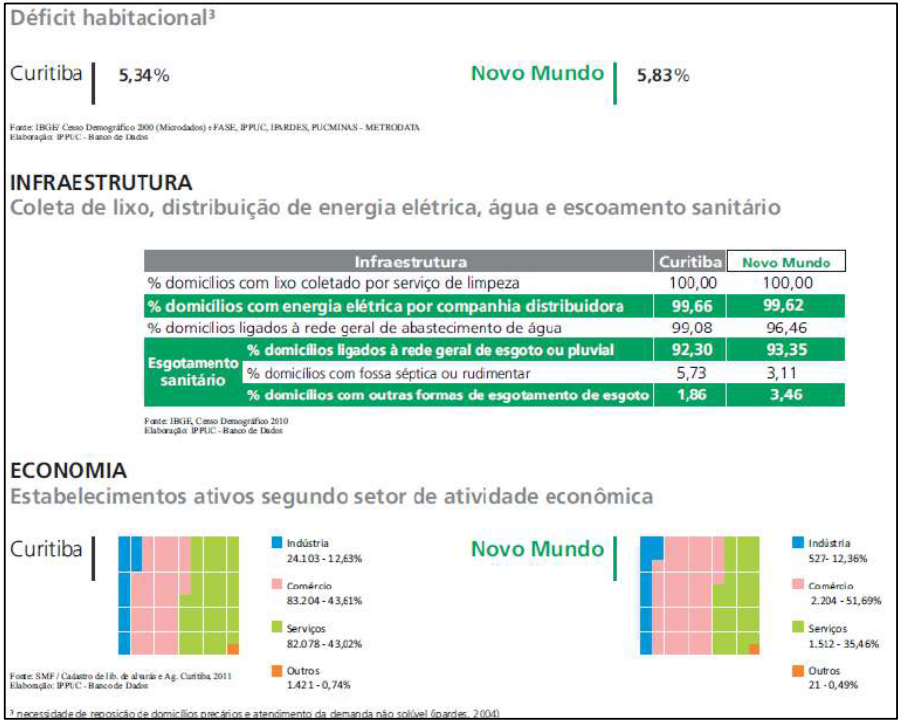 Déficit habitacional³
Curitiba 5,34% Novo Mundo 5,83%
Fonte: IBGE/ Censo Demográfico 2000 (Microdados) e FASE, IPPUC, IPARDES, PUCMINAS - METRODATA
Elaboração: IPPUC - Banco de Dados
INFRAESTRUTURA
Coleta de lixo, distribuição de energia elétrica, água e escoamento sanitário
Infraestrutura Curitiba Novo Mundo
% domicílios com lixo coletado por serviço de limpeza 100,00 100,00
% domicílios com energia elétrica por companhia distribuidora 99,66 99,62
% domicílios ligados à rede geral de abastecimento de água 99,08 96,46
Esgotamento sanitário
% domicílios ligados à rede geral de esgoto ou pluvial 92,30 93,35
% domicílios com fossa séptica ou rudimentar 5,73 3,11
% domicílios com outras formas de esgotamento de esgoto 1,86 3,46
Fonte: IBGE, Censo Demográfico 2010
Elaboração: IPPUC - Banco de Dados
ECONOMIA
Estabelecimentos ativos segundo setor de atividade econômica
Curitiba
Indústria
24.103 - 12,63%
Comércio
83.204 - 43,61%
Serviços
82.078 - 43,02%
Outros
1.421 - 0,74%
Novo Mundo
Indústria
527- 12,36%
Comércio
2.204 - 51,69%
Serviços
1.512 - 35,46%
Outros
21 - 0,49%
Fonte: SMF / Cadastro de lib. de alvarás e Ag. Curitiba, 2011
Elaboração: IPPUC - Banco de Dados
³ necessidade de reposição de domicílios precários e atendimento da demanda não solúvel (ipardes, 2004)